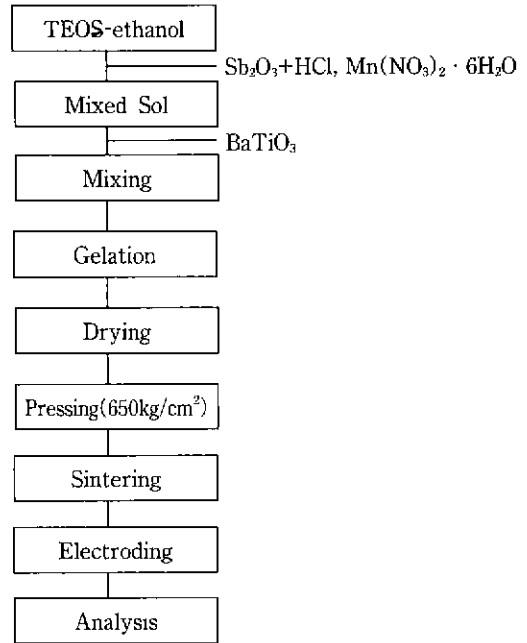 TEOS-ethanol
Sb₂O₃+HCl, Mn(NO₃)₂ · 6H₂O
Mixed Sol
BaTiO₃
Mixing
Gelation
Drying
Pressing(650kg/cm²)
Sintering
Electroding
Analysis